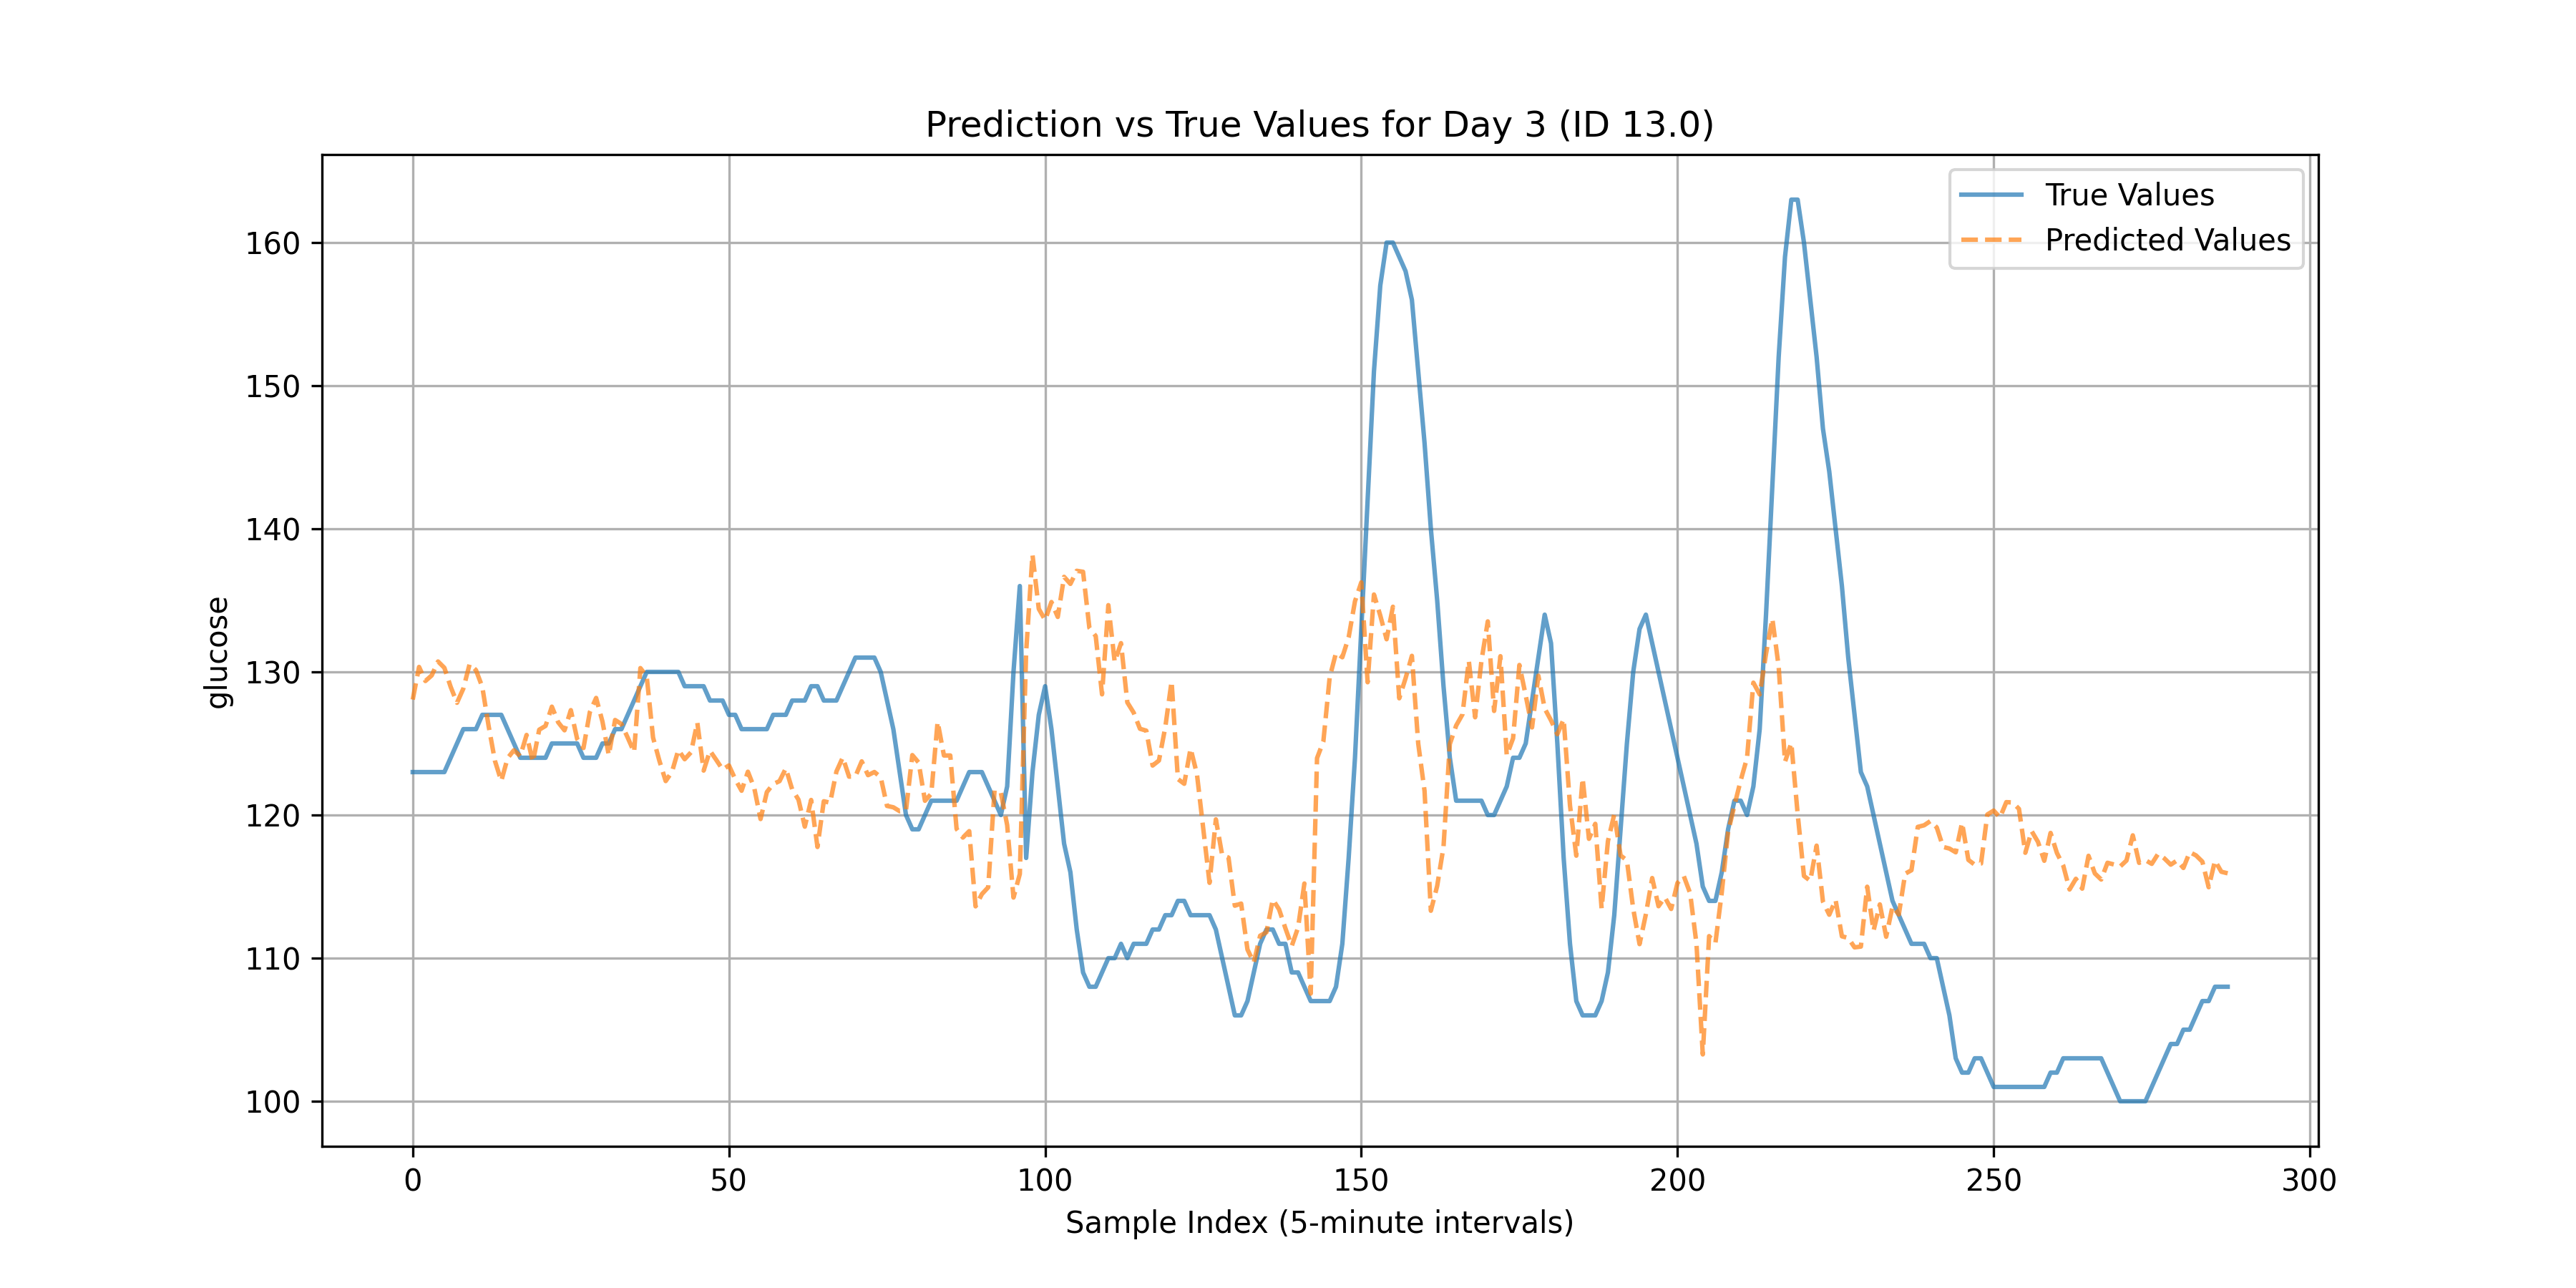 Prediction vs True Values for Day 3 (ID 13.0)
True Values
Predicted Values
glucose
160
150
140
130
120
110
100
0 50 100 150 200 250 300
Sample Index (5-minute intervals)